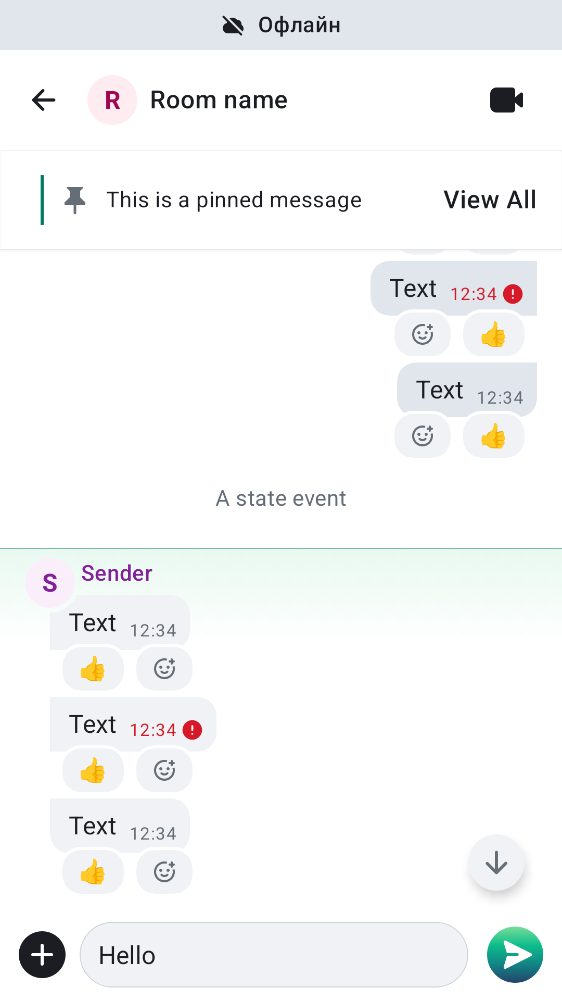 Офлайн
R Room name
This is a pinned message View All
Text 12:34
Text 12:34
A state event
S Sender
Text 12:34
Text 12:34
Text 12:34
Hello